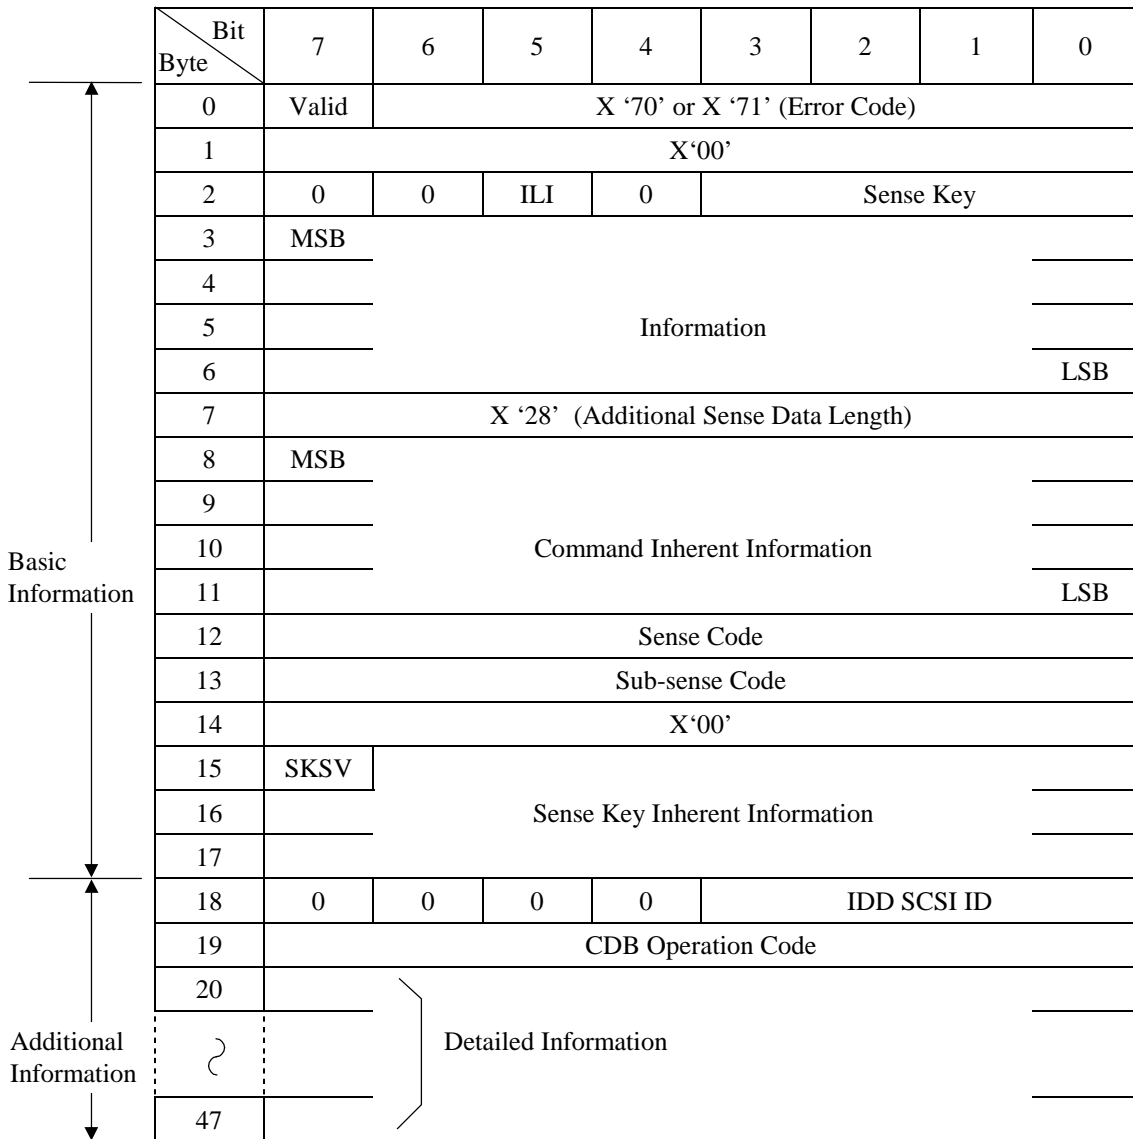 Bit
Byte 7 6 5 4 3 2 1 0
0 Valid X ‘70’ or X ‘71’ (Error Code)
1 X‘00’
2 0 0 ILI 0 Sense Key
3 MSB
4
5 Information
6 LSB
7 X ‘28’ (Additional Sense Data Length)
8 MSB
9
10 Command Inherent Information
11 LSB
Basic
Information
12 Sense Code
13 Sub-sense Code
14 X‘00’
15 SKSV
16 Sense Key Inherent Information
17
18 0 0 0 0 IDD SCSI ID
19 CDB Operation Code
20
Detailed Information
Additional
Information
47